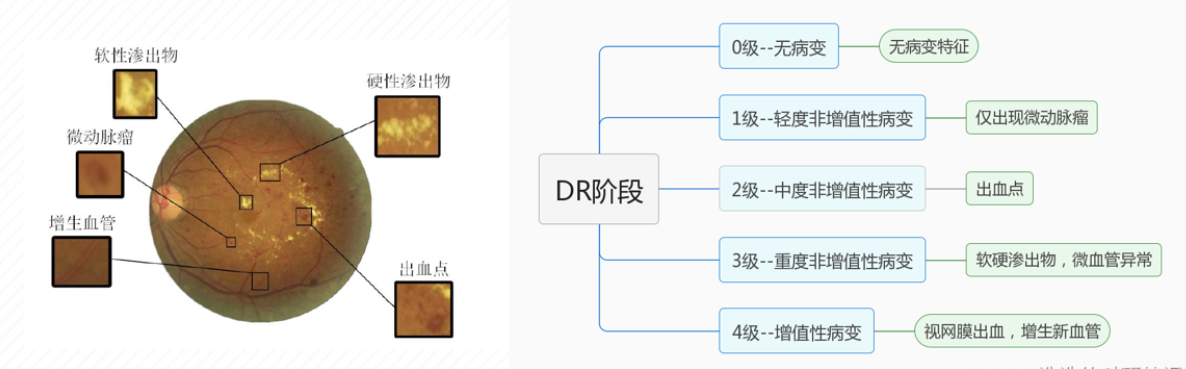 软性渗出物
硬性渗出物
微动脉瘤
增生血管
出血点
DR阶段
0级--无病变
无病变特征
1级--轻度非增值性病变
仅出现微动脉瘤
2级--中度非增值性病变
出血点
3级--重度非增值性病变
软硬渗出物，微血管异常
4级--增值性病变
视网膜出血，增生新血管